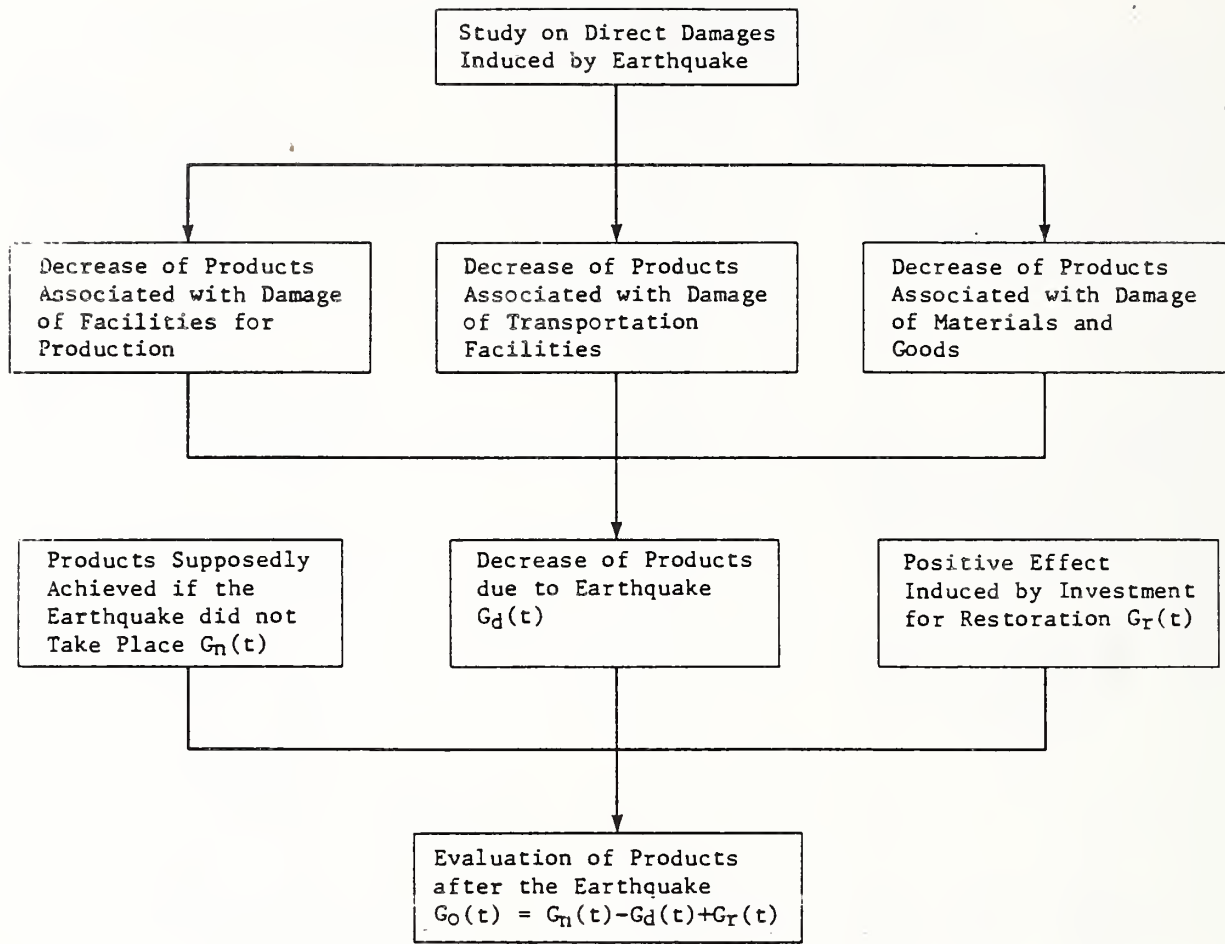 Study on Direct Damages
Induced by Earthquake
Decrease of Products
Associated with Damage
of Facilities for
Production
Decrease of Products
Associated with Damage
of Transportation
Facilities
Decrease of Products
Associated with Damage
of Materials and
Goods
Products Supposedly
Achieved if the
Earthquake did not
Take Place Gn(t)
Decrease of Products
due to Earthquake
Gd(t)
Positive Effect
Induced by Investment
for Restoration Gr(t)
Evaluation of Products
after the Earthquake
Go(t) = Gn(t)-Gd(t)+Gr(t)